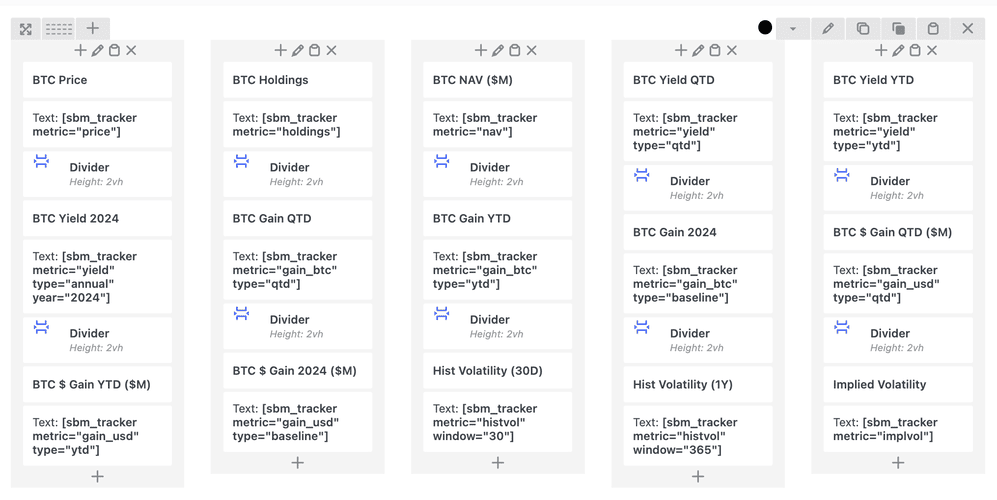 BTC Price
Text: [sbm_tracker
metric="price"]
Divider
Height: 2vh
BTC Yield 2024
Text: [sbm_tracker
metric="yield"
type="annual"
year="2024"]
Divider
Height: 2vh
BTC $ Gain YTD ($M)
Text: [sbm_tracker
metric="gain_usd"
type="ytd"]
BTC Holdings
Text: [sbm_tracker
metric="holdings"]
Divider
Height: 2vh
BTC Gain QTD
Text: [sbm_tracker
metric="gain_btc"
type="qtd"]
Divider
Height: 2vh
BTC $ Gain 2024 ($M)
Text: [sbm_tracker
metric="gain_usd"
type="baseline"]
BTC NAV ($M)
Text: [sbm_tracker
metric="nav"]
Divider
Height: 2vh
BTC Gain YTD
Text: [sbm_tracker
metric="gain_btc"
type="ytd"]
Divider
Height: 2vh
Hist Volatility (30D)
Text: [sbm_tracker
metric="histvol"
window="30"]
BTC Yield QTD
Text: [sbm_tracker
metric="yield"
type="qtd"]
Divider
Height: 2vh
BTC Gain 2024
Text: [sbm_tracker
metric="gain_btc"
type="baseline"]
Divider
Height: 2vh
Hist Volatility (1Y)
Text: [sbm_tracker
metric="histvol"
window="365"]
BTC Yield YTD
Text: [sbm_tracker
metric="yield"
type="ytd"]
Divider
Height: 2vh
BTC $ Gain QTD ($M)
Text: [sbm_tracker
metric="gain_usd"
type="qtd"]
Divider
Height: 2vh
Implied Volatility
Text: [sbm_tracker
metric="implvol"]